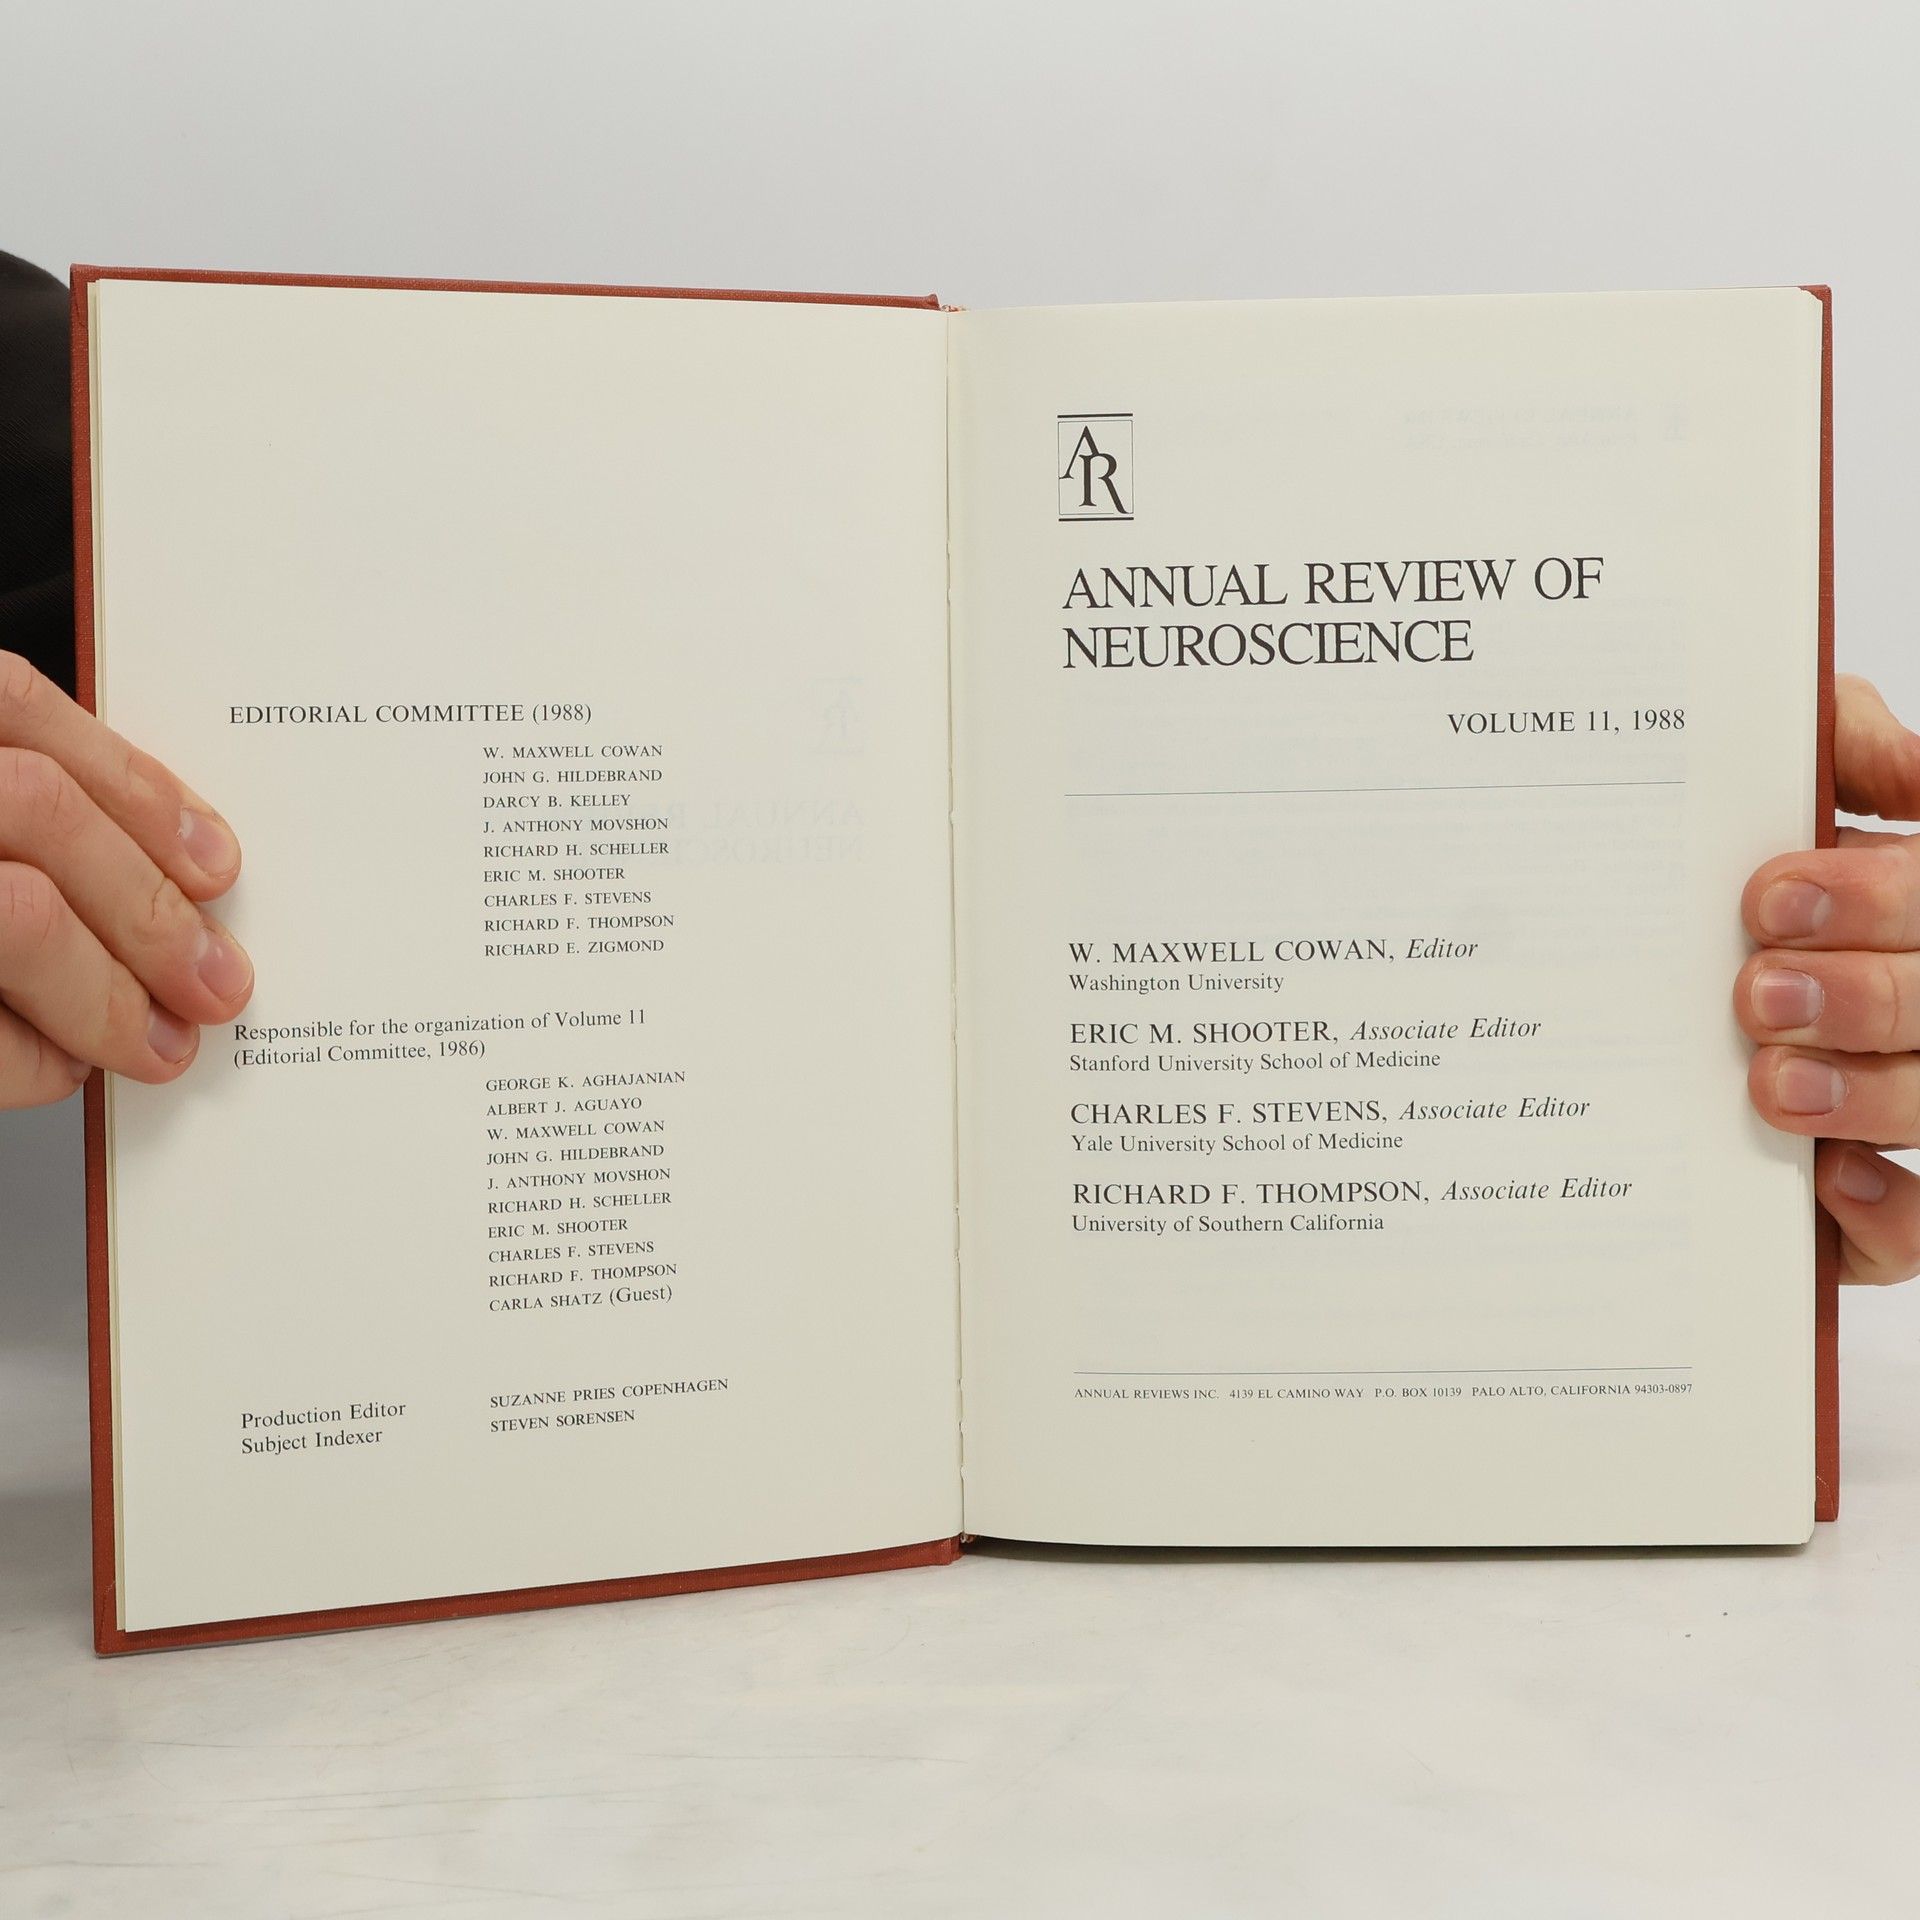 EDITORIAL COMMITTEE (1988)
W. MAXWELL COWAN
JOHN G. HILDEBRAND
DARCY B. KELLEY
J. ANTHONY MOVSHON
RICHARD H. SCHELLER
ERIC M. SHOOTER
CHARLES F. STEVENS
RICHARD F. THOMPSON
RICHARD E. ZIGMOND
Responsible for the organization of Volume 11
(Editorial Committee, 1986)
GEORGE K. AGHAJANIAN
ALBERT J. AGUAYO
W. MAXWELL COWAN
JOHN G. HILDEBRAND
J. ANTHONY MOVSHON
RICHARD H. SCHELLER
ERIC M. SHOOTER
CHARLES F. STEVENS
RICHARD F. THOMPSON
CARLA SHATZ (Guest)
Production Editor SUZANNE PRIES COPENHAGEN
Subject Indexer STEVEN SORENSEN
AR
ANNUAL REVIEW OF
NEUROSCIENCE
VOLUME 11, 1988
W. MAXWELL COWAN, Editor
Washington University
ERIC M. SHOOTER, Associate Editor
Stanford University School of Medicine
CHARLES F. STEVENS, Associate Editor
Yale University School of Medicine
RICHARD F. THOMPSON, Associate Editor
University of Southern California
ANNUAL REVIEWS INC. 4139 EL CAMINO WAY P.O. BOX 10139 PALO ALTO, CALIFORNIA 94303-0897